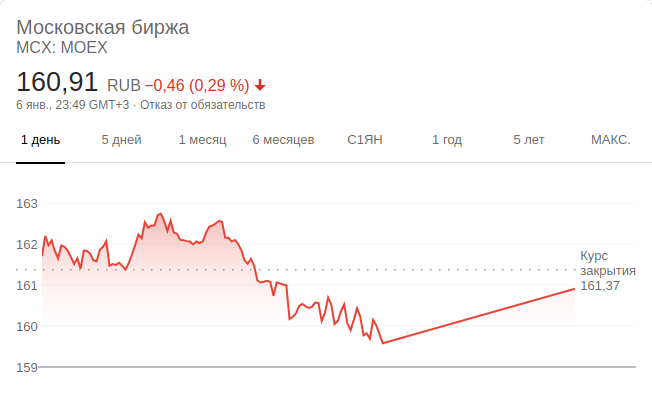 Московская биржа
MCX: MOEX
160,91 RUB −0,46 (0,29 %)
6 янв., 23:49 GMT+3 · Отказ от обязательств
1 день 5 дней 1 месяц 6 месяцев С1ЯН 1 год 5 лет МАКС.
163
162
161
160
159
Курс
закрытия
161,37